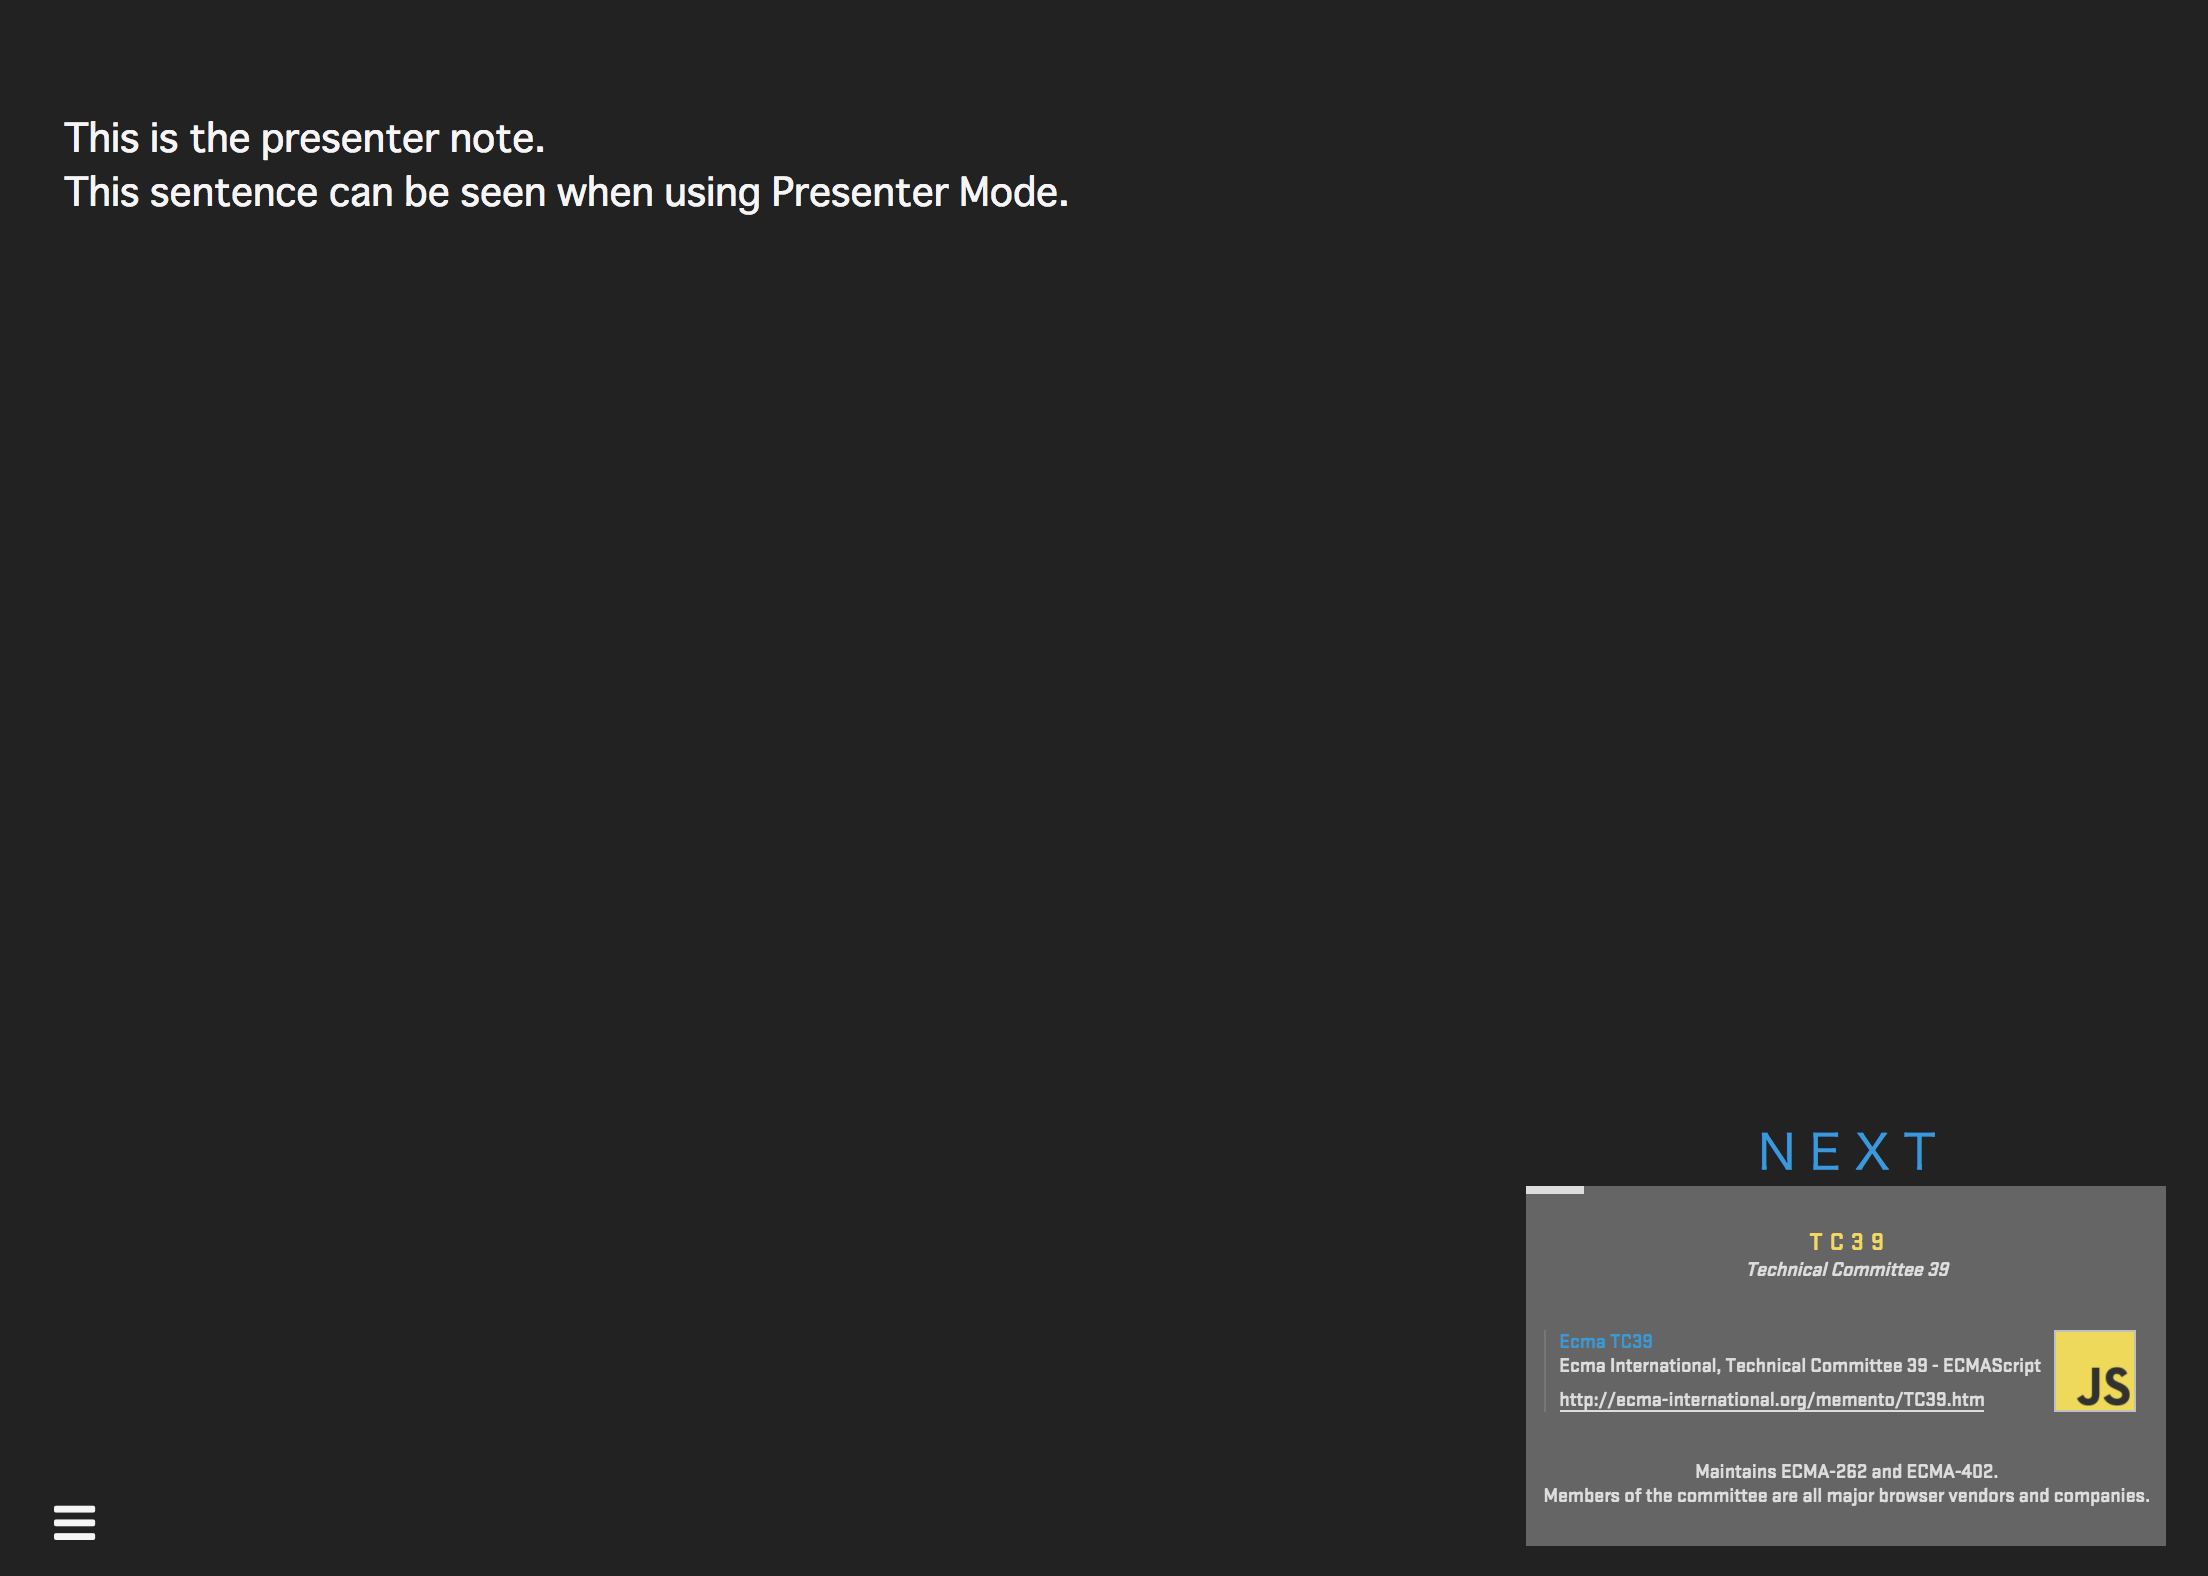 This is the presenter note.
This sentence can be seen when using Presenter Mode.
NEXT
TC39
Technical Committee 39
Ecma TC39
Ecma International, Technical Committee 39 - ECMAScript
http://ecma-international.org/memento/TC39.htm
JS
Maintains ECMA-262 and ECMA-402.
Members of the committee are all major browser vendors and companies.